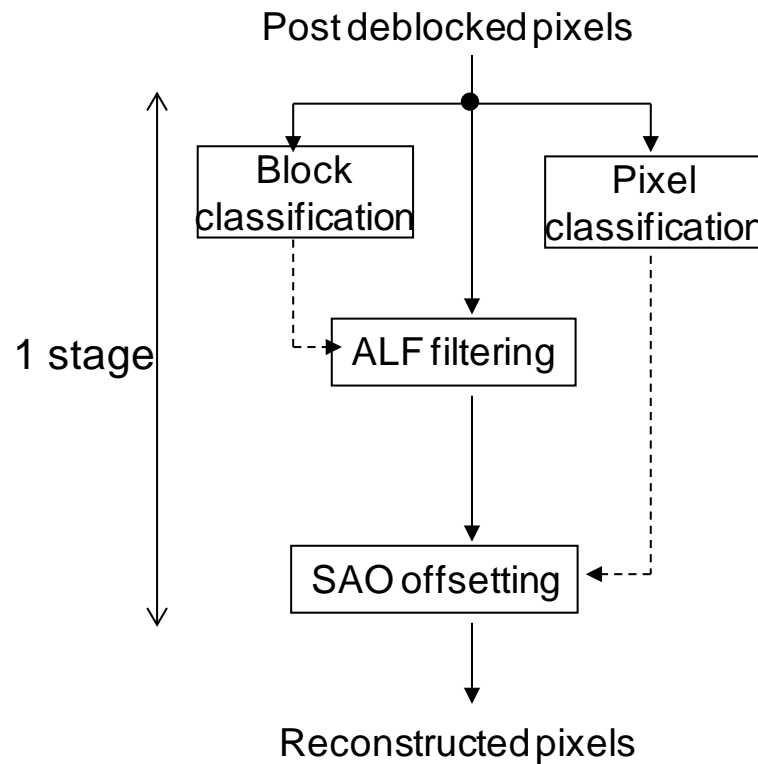 Post deblocked pixels
Block
classification
Pixel
classification
1 stage
ALF filtering
SAO offsetting
Reconstructed pixels